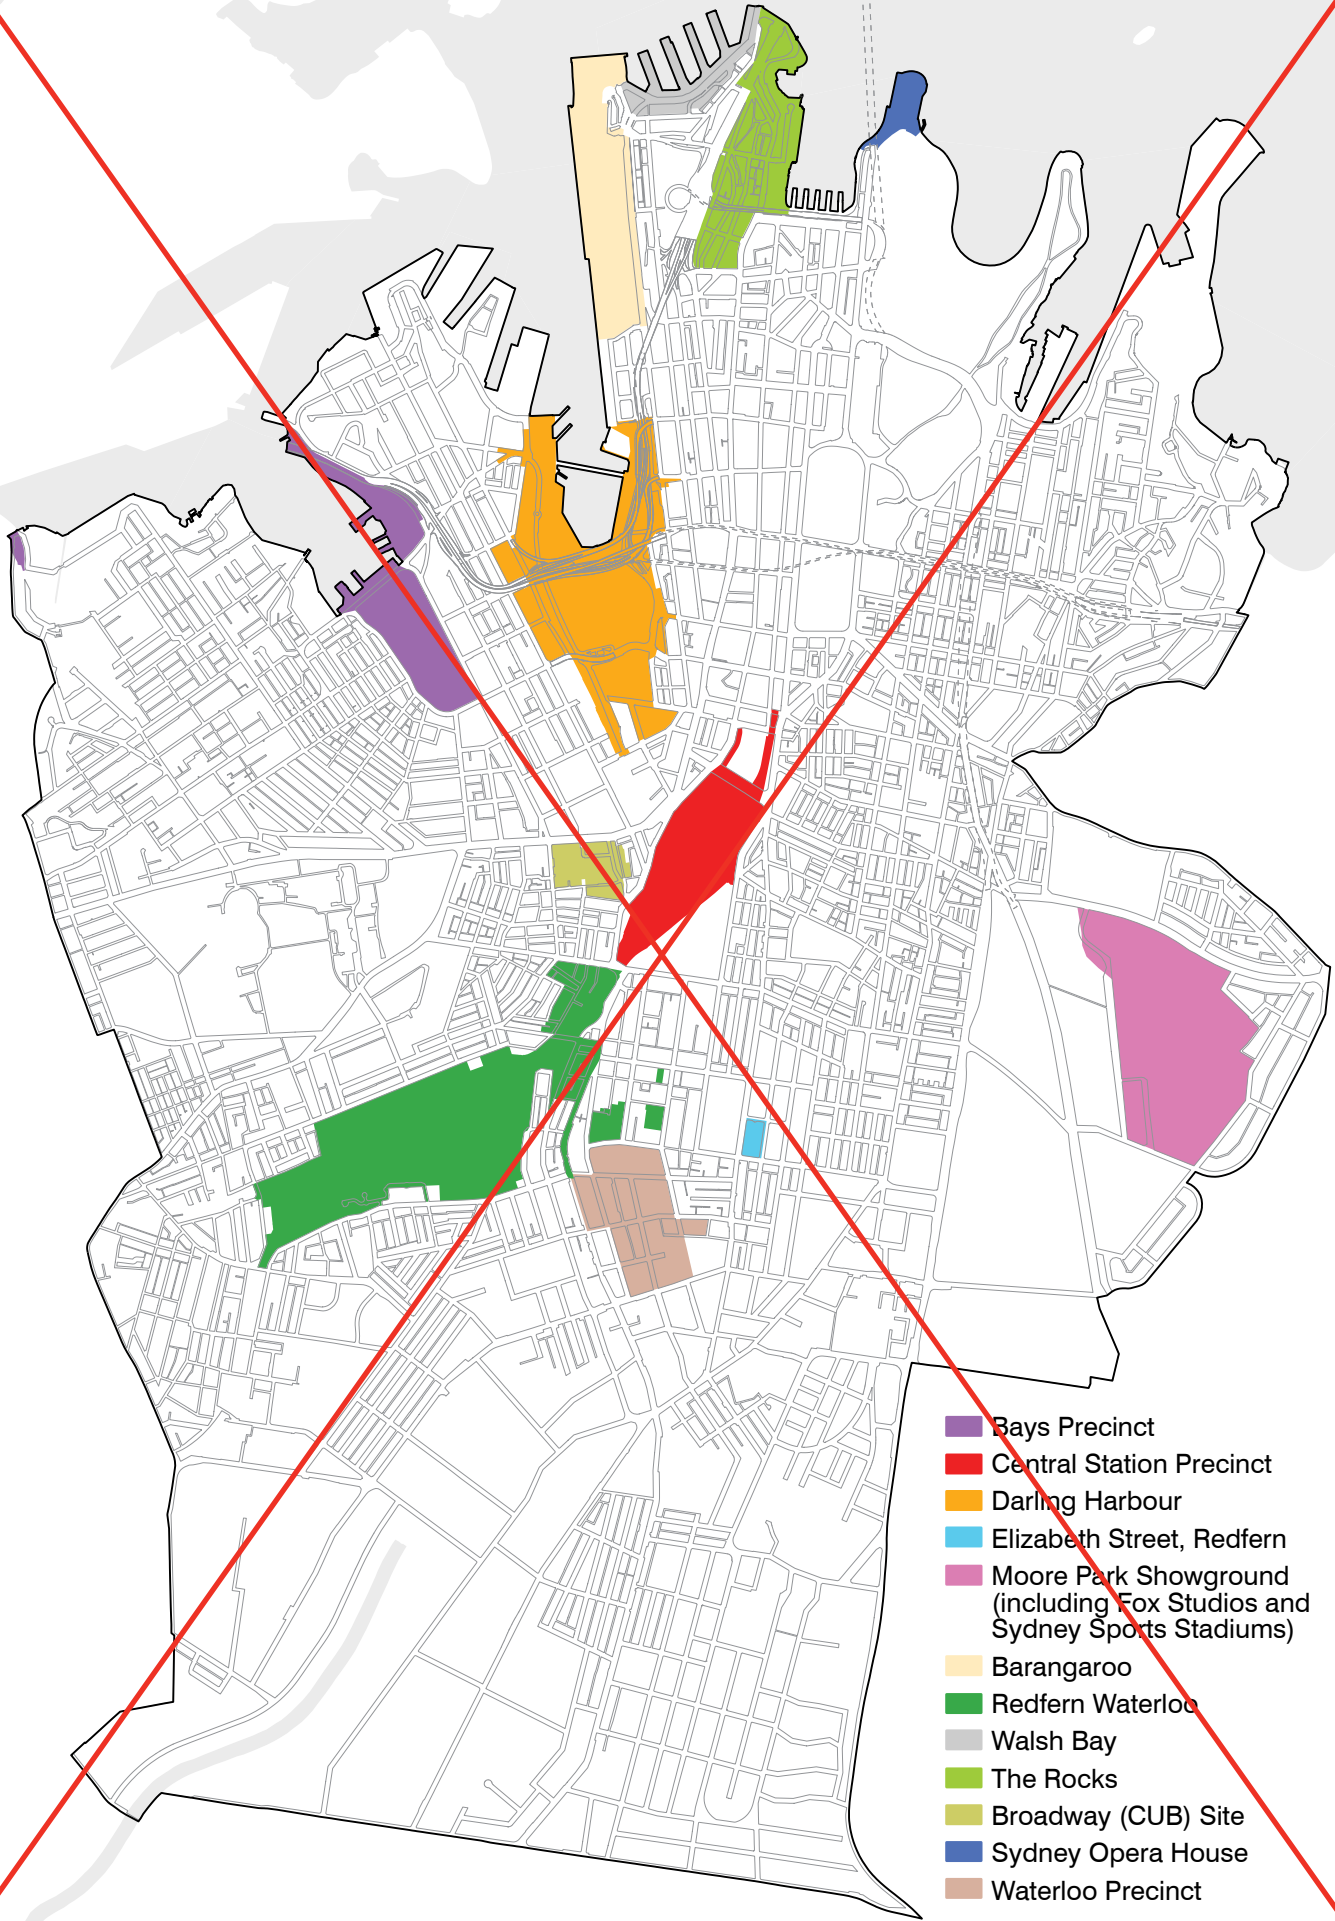 Bays Precinct
Central Station Precinct
Darling Harbour
Elizabeth Street, Redfern
Moore Park Showground
(including Fox Studios and
Sydney Sports Stadiums)
Barangaroo
Redfern Waterloo
Walsh Bay
The Rocks
Broadway (CUB) Site
Sydney Opera House
Waterloo Precinct